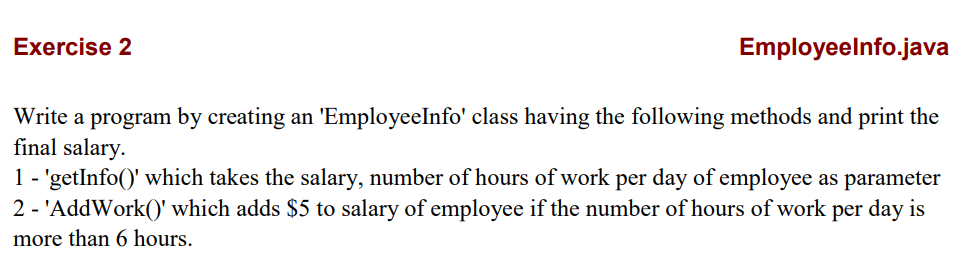 Exercise 2 EmployeeInfo.java
Write a program by creating an 'EmployeeInfo' class having the following methods and print the
final salary.
1 - 'getInfo()' which takes the salary, number of hours of work per day of employee as parameter
2 - 'AddWork()' which adds $5 to salary of employee if the number of hours of work per day is
more than 6 hours.